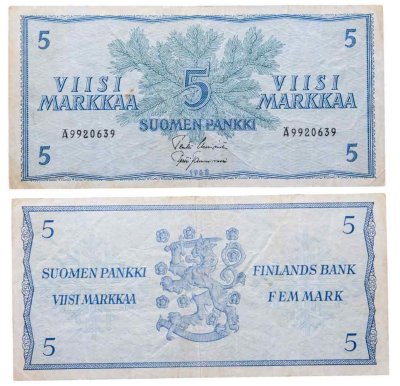 5 5
VIISI 5 VIISI
MARKKAA MARKKAA
SUOMEN PANKKI
A9920639 A9920639
5 5
5 5
SUOMEN PANKKI FINLANDS BANK
VIISI MARKKAA FEM MARK
5 5